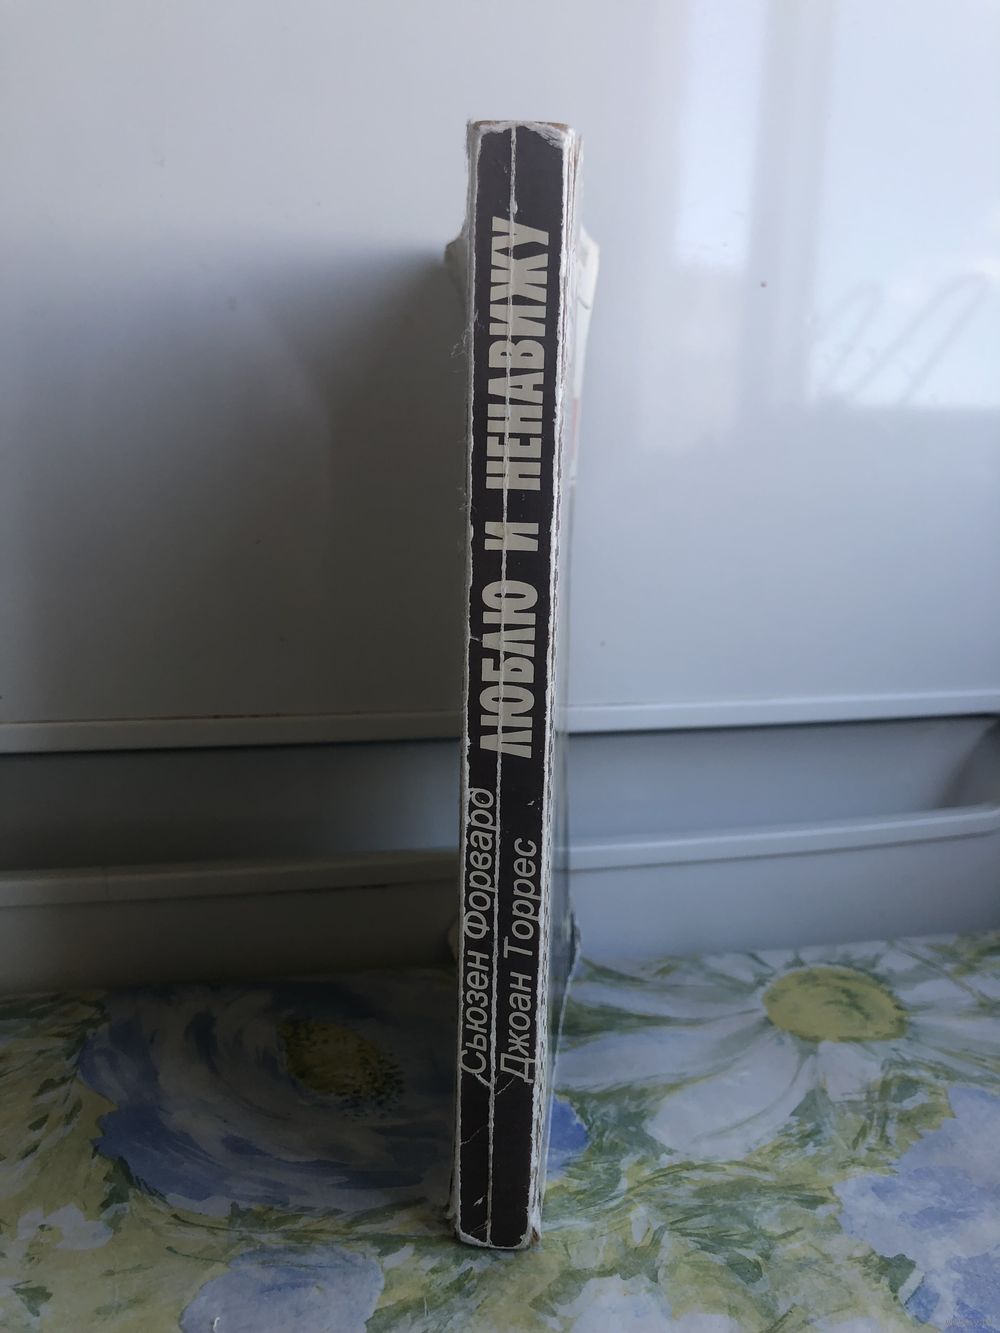 Сьюзен Форвард
Джоан Торрес
ЛЮБЛЮ И НЕНАВИЖУ